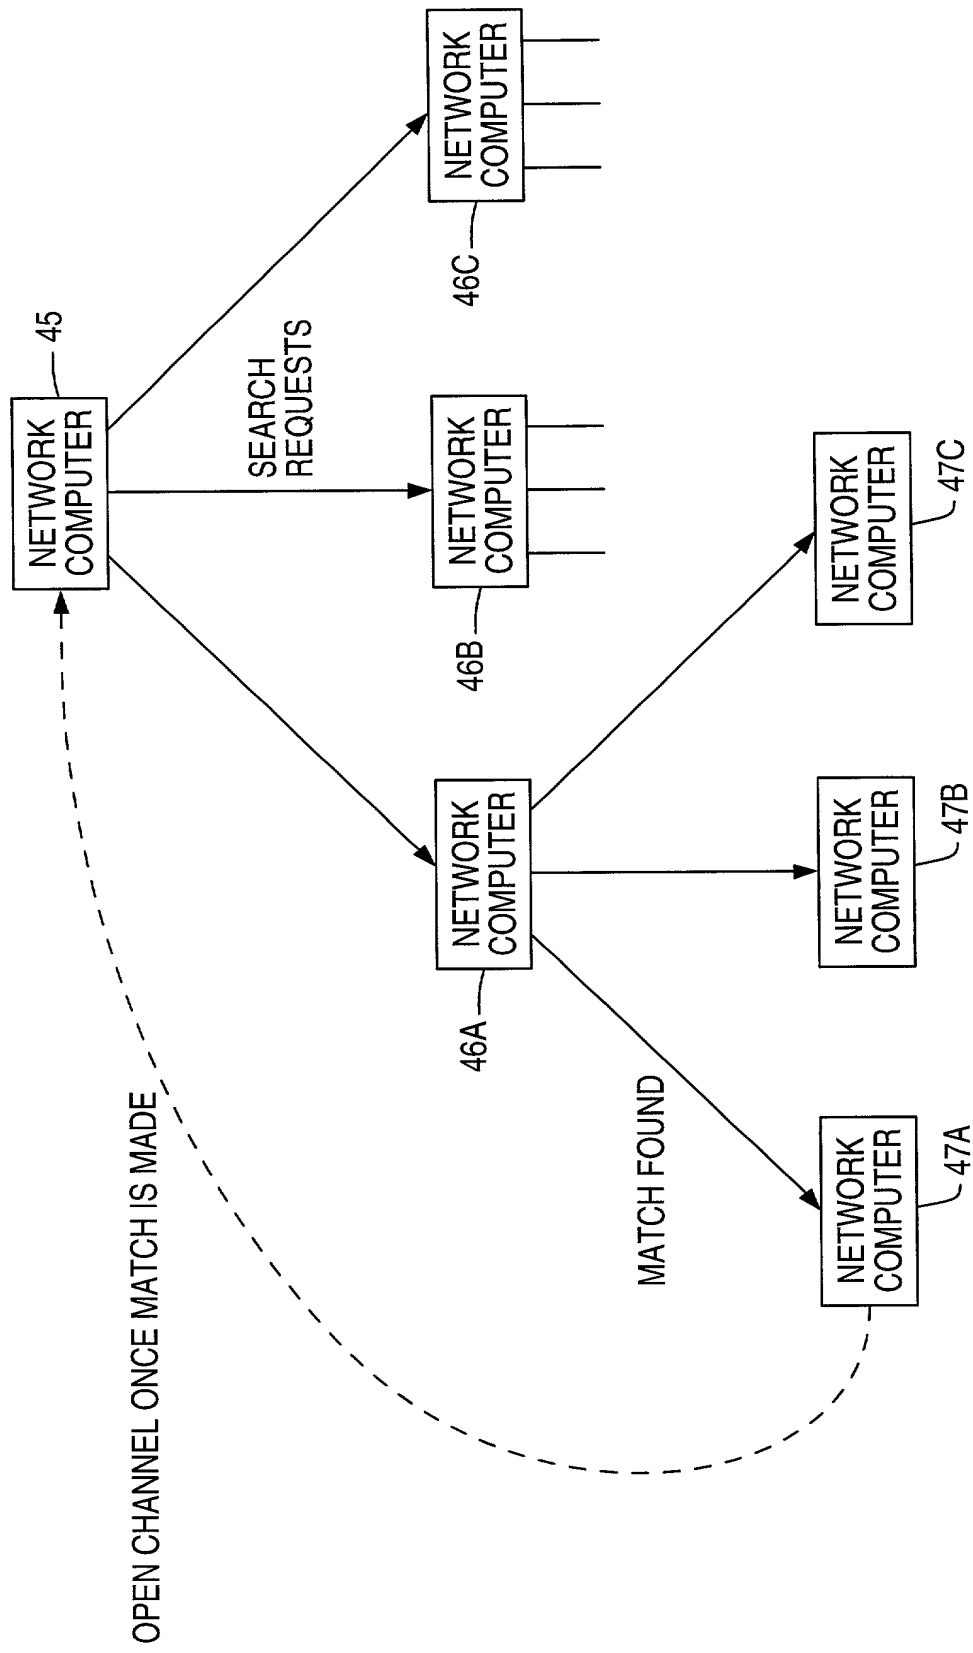 NETWORK
COMPUTER
45
SEARCH
REQUESTS
NETWORK
COMPUTER
46A
NETWORK
COMPUTER
46B
NETWORK
COMPUTER
46C
OPEN CHANNEL ONCE MATCH IS MADE
MATCH FOUND
NETWORK
COMPUTER
47A
NETWORK
COMPUTER
47B
NETWORK
COMPUTER
47C